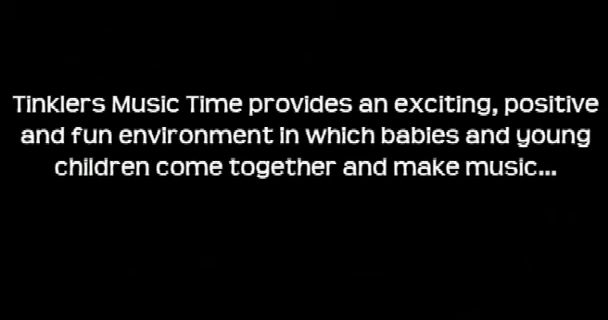 Tinklers Music Time provides an exciting, positive
and fun environment in which babies and young
children come together and make music...